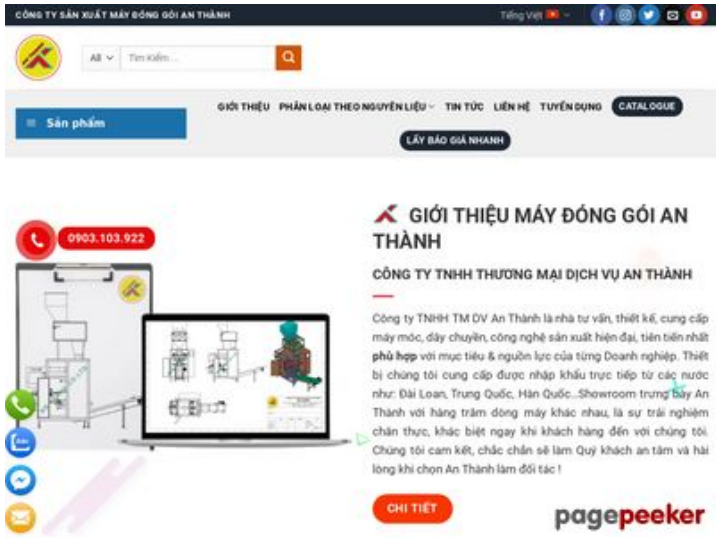 CÔNG TY SẢN XUẤT MÁY ĐÓNG GÓI AN THÀNH
Tiếng Việt
All
Tìm Kiếm...
GIỚI THIỆU PHÂN LOẠI THEO NGUYÊN LIỆU TIN TỨC LIÊN HỆ TUYỂN DỤNG CATALOGUE
Sản phẩm
LẤY BÁO GIÁ NHANH
0903.103.922
GIỚI THIỆU MÁY ĐÓNG GÓI AN
THÀNH
CÔNG TY TNHH THƯƠNG MẠI DỊCH VỤ AN THÀNH
Công ty TNHH TM DV An Thành là nhà tư vấn, thiết kế, cung cấp
máy móc, dây chuyền, công nghệ sản xuất hiện đại, tiên tiến nhất
phù hợp với mục tiêu & nguồn lực của từng Doanh nghiệp. Thiết
bị chúng tôi cung cấp được nhập khẩu trực tiếp từ các nước
như: Đài Loan, Trung Quốc, Hàn Quốc...Showroom trưng bày An
Thành với hàng trăm dòng máy khác nhau, là sự trải nghiệm
chân thực, khác biệt ngay khi khách hàng đến với chúng tôi.
Chúng tôi cam kết, chắc chắn sẽ làm Quý khách an tâm và hài
lòng khi chọn An Thành làm đối tác !
Zalo
CHI TIẾT
pagepeeker